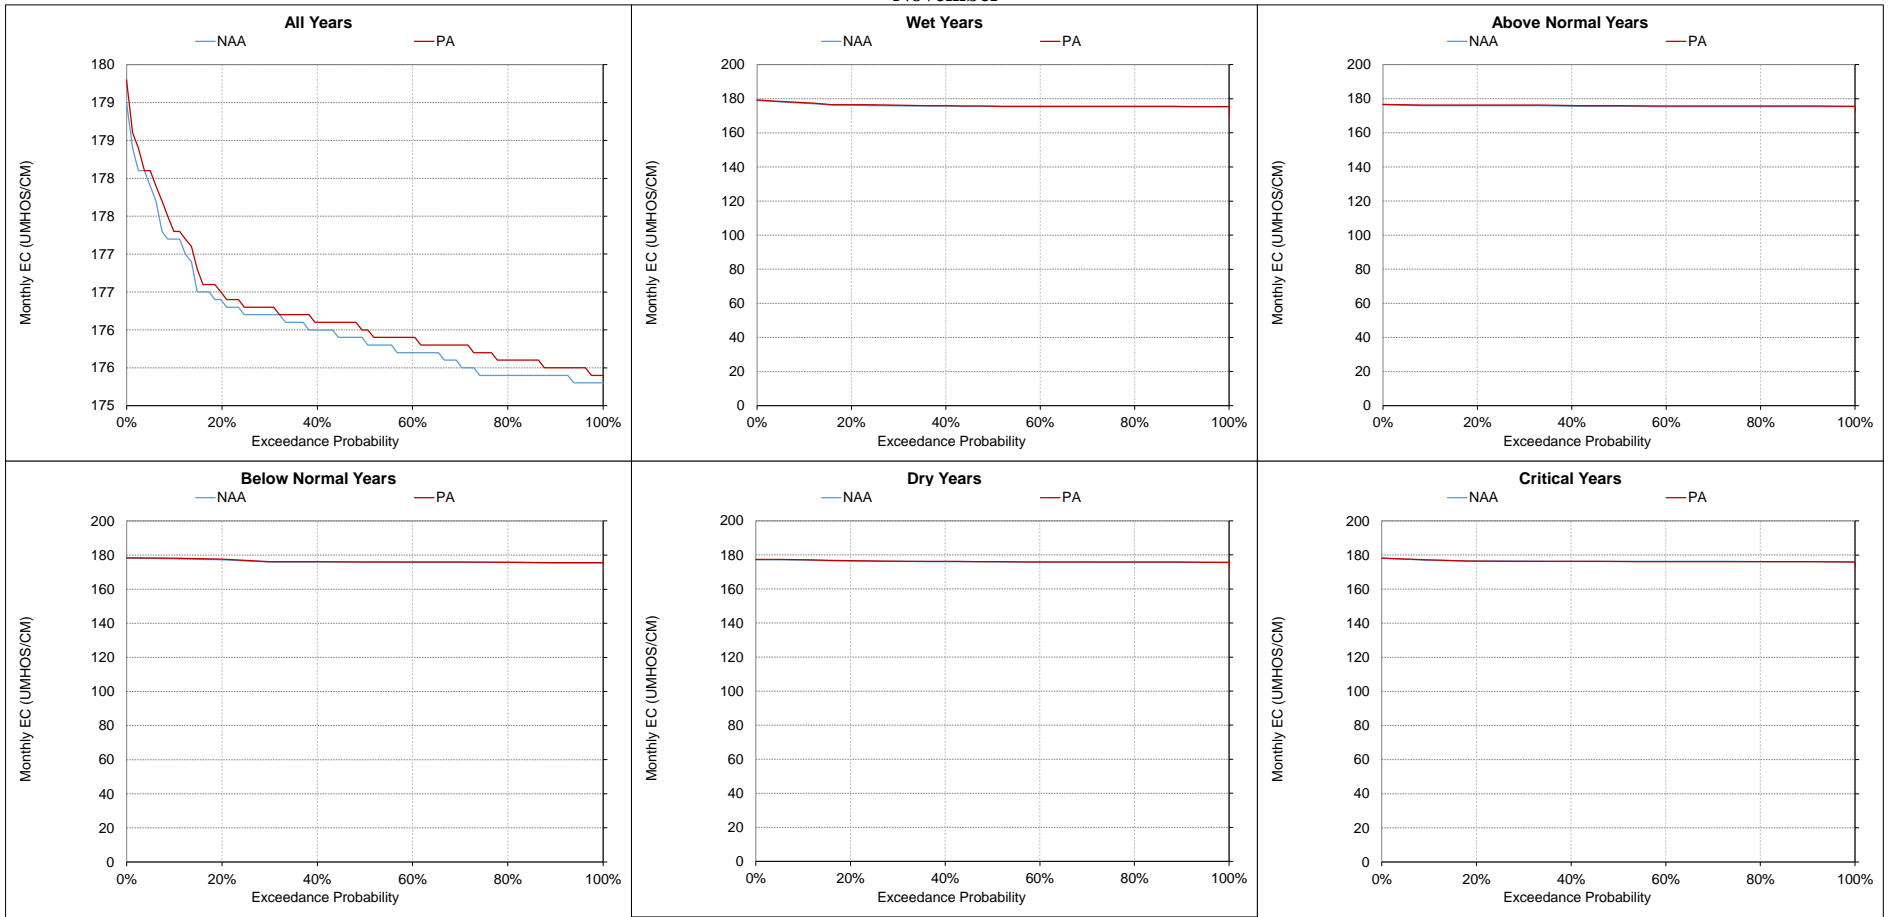 All Years
NAA PA
180
179
179
178
178
177
177
176
176
175
0% 20% 40% 60% 80% 100%
Monthly EC (UMHOS/CM)
Exceedance Probability
Wet Years
NAA PA
200
180
160
140
120
100
80
60
40
20
0
0% 20% 40% 60% 80% 100%
Monthly EC (UMHOS/CM)
Exceedance Probability
Above Normal Years
NAA PA
200
180
160
140
120
100
80
60
40
20
0
0% 20% 40% 60% 80% 100%
Monthly EC (UMHOS/CM)
Exceedance Probability
Below Normal Years
NAA PA
200
180
160
140
120
100
80
60
40
20
0
0% 20% 40% 60% 80% 100%
Monthly EC (UMHOS/CM)
Exceedance Probability
Dry Years
NAA PA
200
180
160
140
120
100
80
60
40
20
0
0% 20% 40% 60% 80% 100%
Monthly EC (UMHOS/CM)
Exceedance Probability
Critical Years
NAA PA
200
180
160
140
120
100
80
60
40
20
0
0% 20% 40% 60% 80% 100%
Monthly EC (UMHOS/CM)
Exceedance Probability